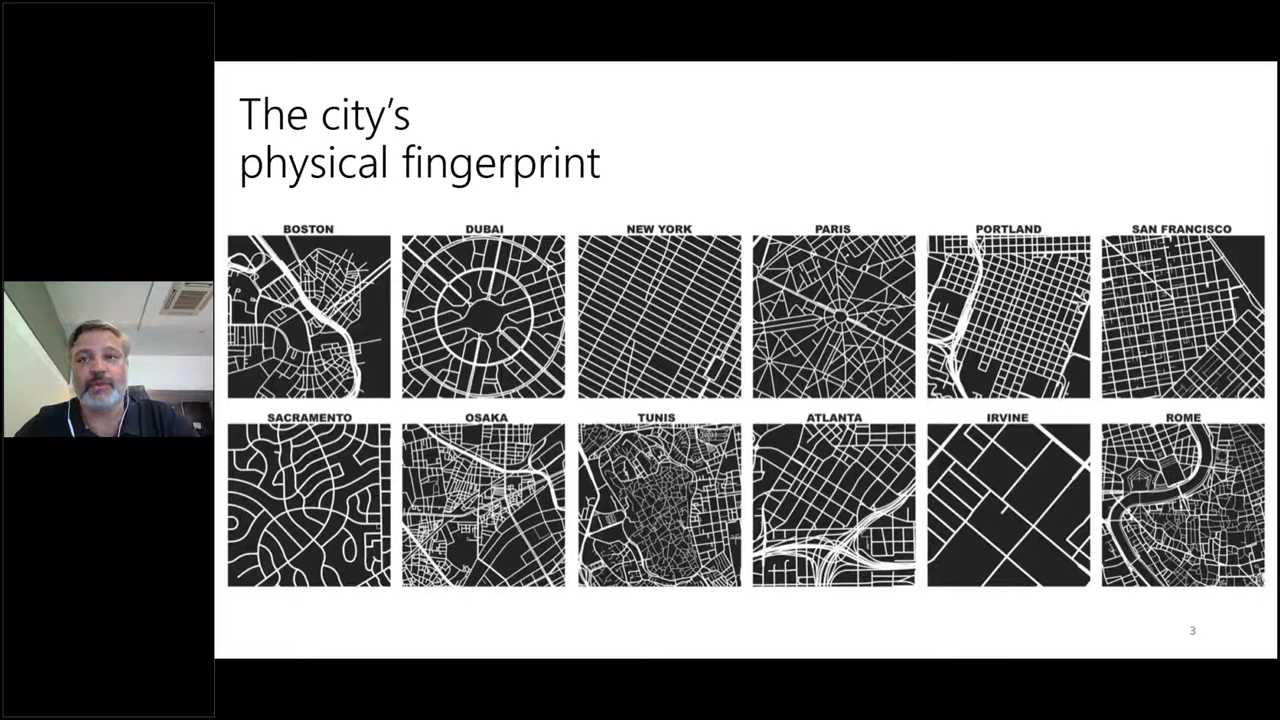 The city's
physical fingerprint
BOSTON DUBAI NEW YORK PARIS PORTLAND SAN FRANCISCO
SACRAMENTO OSAKA TUNIS ATLANTA IRVINE ROME
3